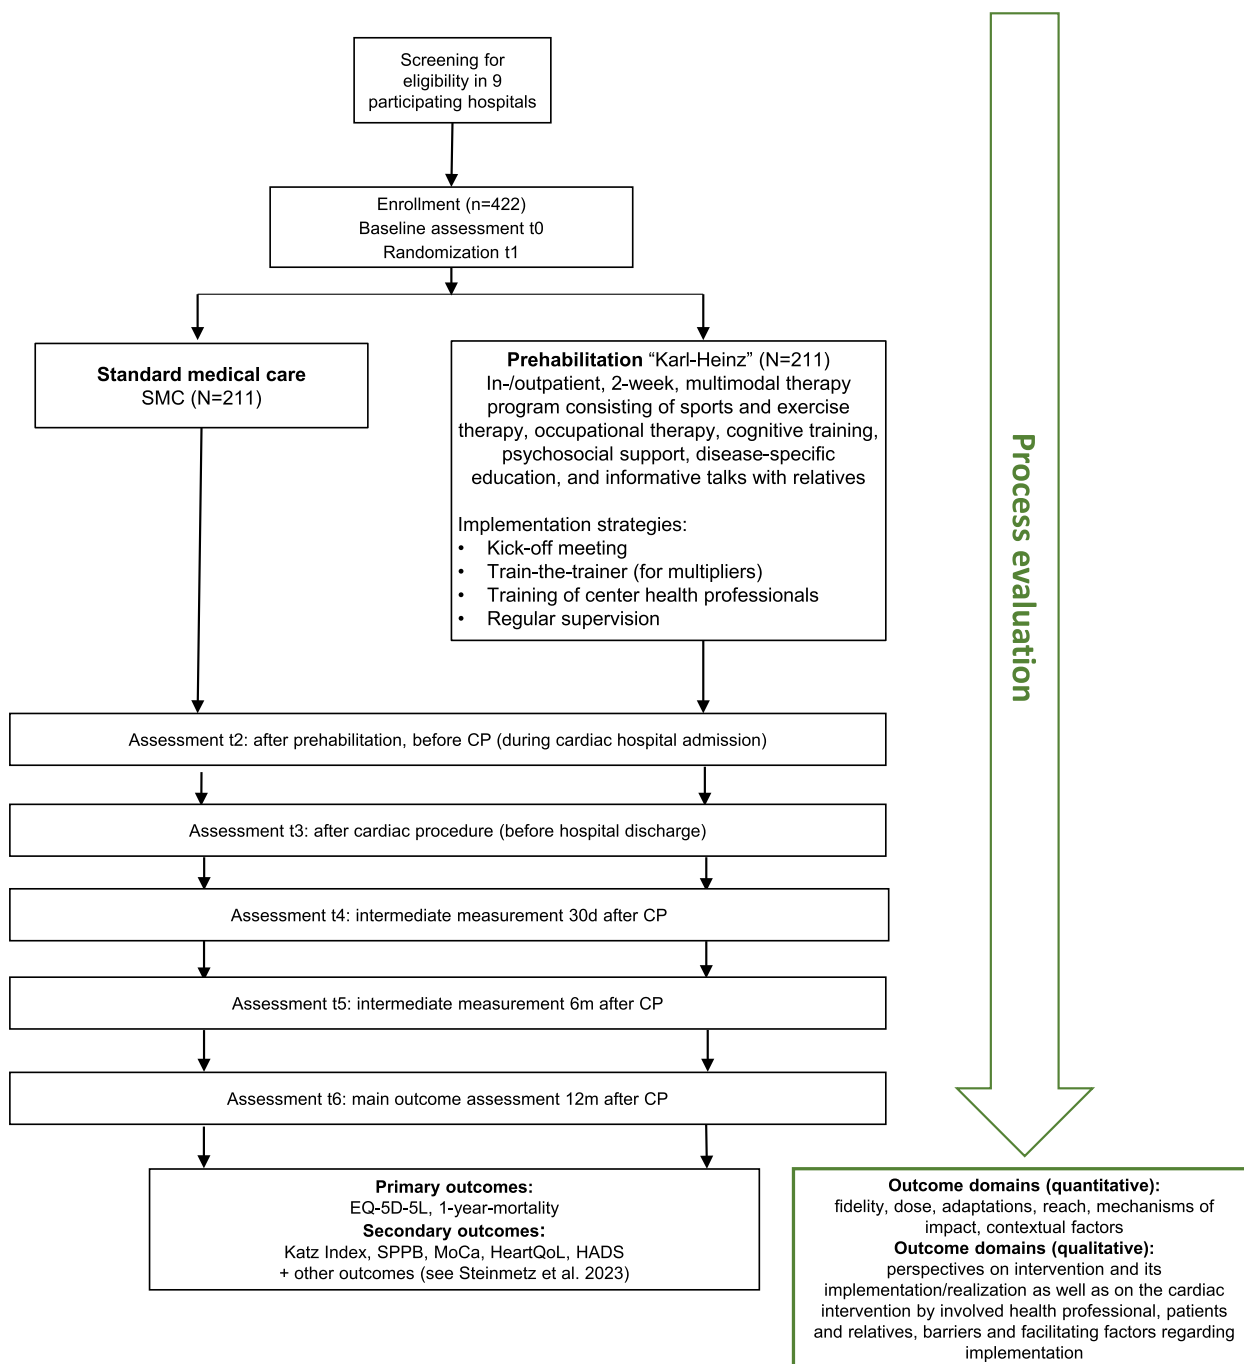 Screening for
eligibility in 9
participating hospitals
Enrollment (n=422)
Baseline assessment t0
Randomization t1
Standard medical care
SMC (N=211)
Prehabilitation “Karl-Heinz” (N=211)
In-/outpatient, 2-week, multimodal therapy
program consisting of sports and exercise
therapy, occupational therapy, cognitive training,
psychosocial support, disease-specific
education, and informative talks with relatives
Implementation strategies:
• Kick-off meeting
• Train-the-trainer (for multipliers)
• Training of center health professionals
• Regular supervision
Assessment t2: after prehabilitation, before CP (during cardiac hospital admission)
Assessment t3: after cardiac procedure (before hospital discharge)
Assessment t4: intermediate measurement 30d after CP
Assessment t5: intermediate measurement 6m after CP
Assessment t6: main outcome assessment 12m after CP
Primary outcomes:
EQ-5D-5L, 1-year-mortality
Secondary outcomes:
Katz Index, SPPB, MoCa, HeartQoL, HADS
+ other outcomes (see Steinmetz et al. 2023)
Process evaluation
Outcome domains (quantitative):
fidelity, dose, adaptations, reach, mechanisms of
impact, contextual factors
Outcome domains (qualitative):
perspectives on intervention and its
implementation/realization as well as on the cardiac
intervention by involved health professional, patients
and relatives, barriers and facilitating factors regarding
implementation